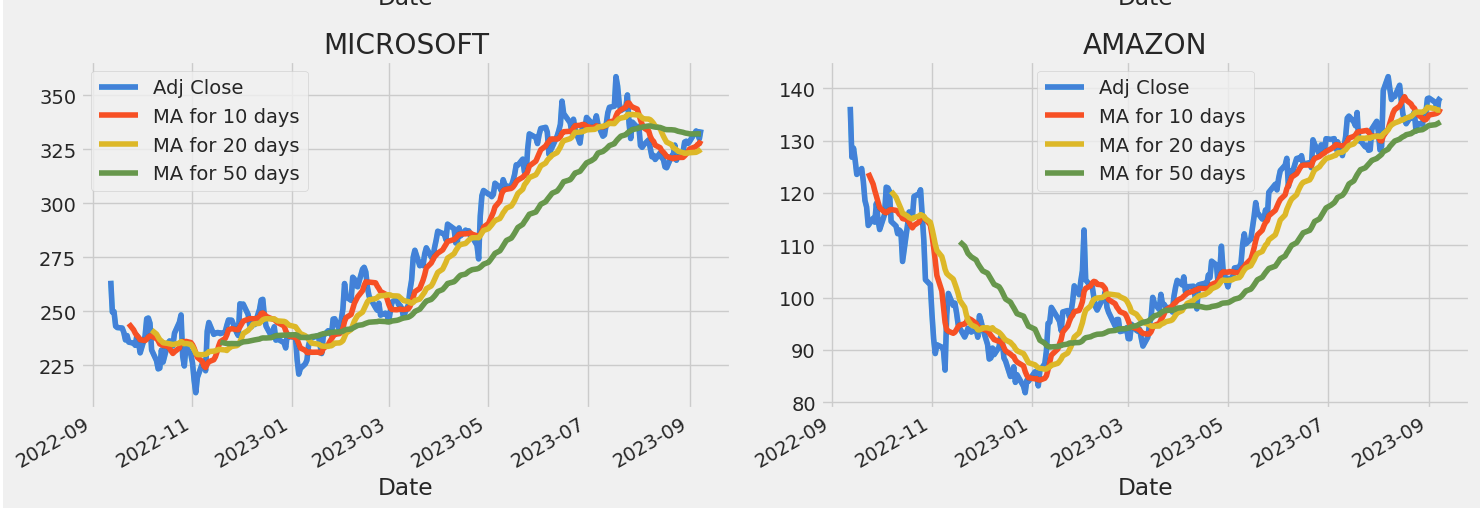 Date
Date
MICROSOFT
AMAZON
Adj Close
MA for 10 days
MA for 20 days
MA for 50 days
350
325
300
275
250
225
2022-09
2022-11
2023-01
2023-03
2023-05
2023-07
2023-09
Date
Adj Close
MA for 10 days
MA for 20 days
MA for 50 days
140
130
120
110
100
90
80
2022-09
2022-11
2023-01
2023-03
2023-05
2023-07
2023-09
Date